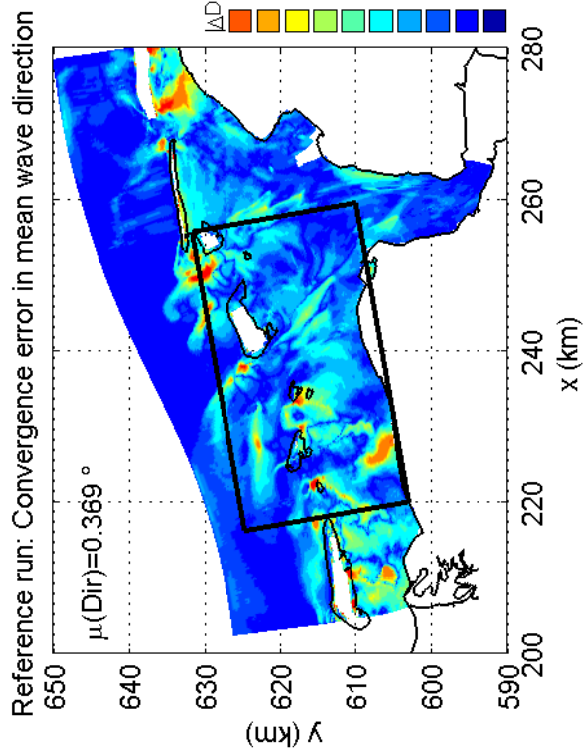 Reference run: Convergence error in mean wave direction
μ(Dir)=0.369 °
|ΔD
650
640
630
620
610
600
590
y (km)
200
220
240
260
280
x (km)